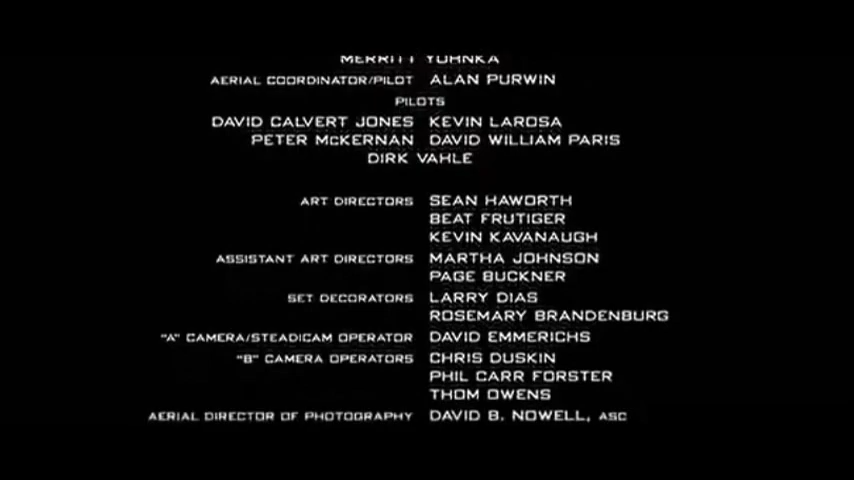 MERRITT YOHNKA
AERIAL COORDINATOR/PILOT ALAN PURWIN
PILOTS
DAVID CALVERT JONES KEVIN LAROSA
PETER McKERNAN DAVID WILLIAM PARIS
DIRK VAHLE
ART DIRECTORS SEAN HAWORTH
BEAT FRUTIGER
KEVIN KAVANAUGH
ASSISTANT ART DIRECTORS MARTHA JOHNSON
PAGE BUCKNER
SET DECORATORS LARRY DIAS
ROSEMARY BRANDENBURG
"A" CAMERA/STEADICAM OPERATOR DAVID EMMERICHS
"B" CAMERA OPERATORS CHRIS DUSKIN
PHIL CARR FORSTER
THOM OWENS
AERIAL DIRECTOR OF PHOTOGRAPHY DAVID B. NOWELL, ASC